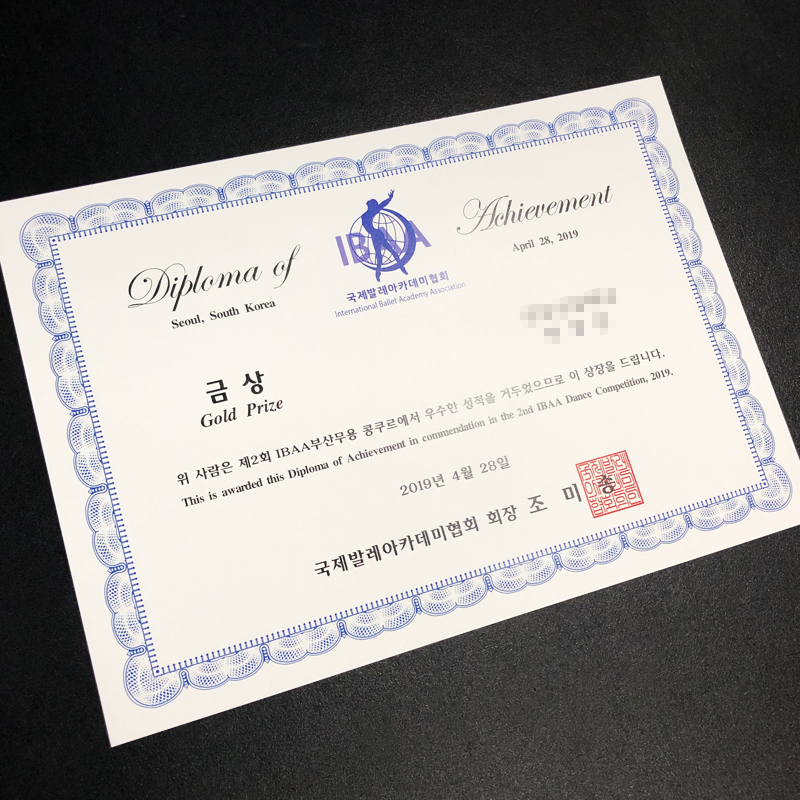 Diploma of Achievement
Seoul, South Korea
April 28, 2019
IBAA
국제발레아카데미협회
International Ballet Academy Association
금 상
Gold Prize
위 사람은 제2회 IBAA부산무용 콩쿠르에서 우수한 성적을 거두었으므로 이 상장을 드립니다.
This is awarded this Diploma of Achievement in commendation in the 2nd IBAA Dance Competition, 2019.
2019년 4월 28일
국제발레아카데미협회 회장 조 미 송